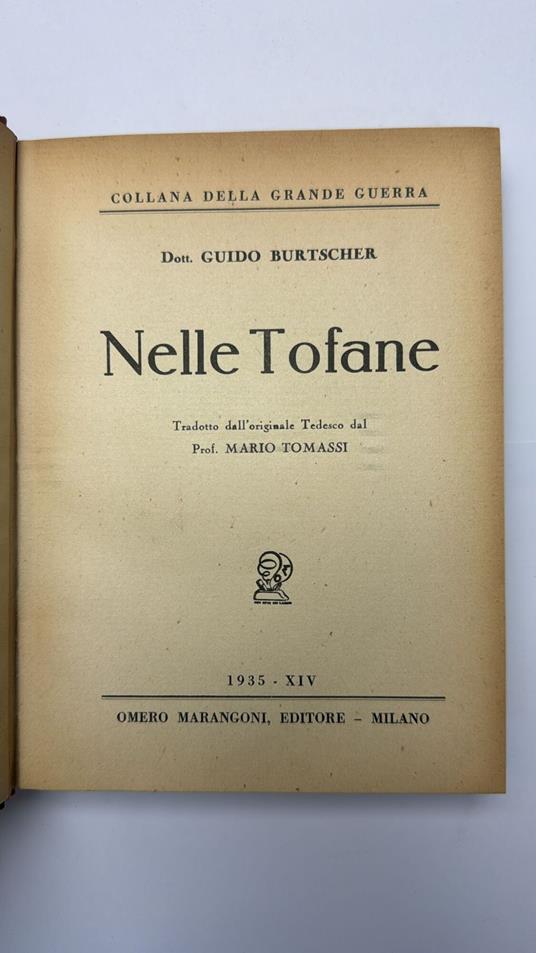 COLLANA DELLA GRANDE GUERRA
Dott. GUIDO BURTSCHER
Nelle Tofane
Tradotto dall'originale Tedesco dal
Prof. MARIO TOMASSI
1935 - XIV
OMERO MARANGONI, EDITORE - MILANO